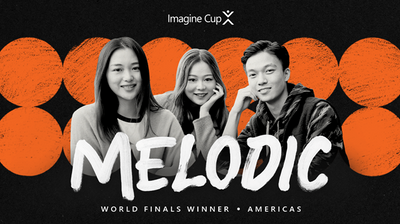 Imagine Cup
MELODIC
WORLD FINALS WINNER • AMERICAS